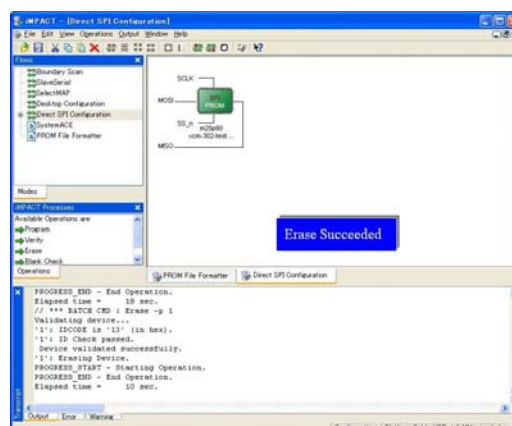 iMPACT - [Direct SPI Configuration]
File Edit View Operations Output Window Help
Flows
Boundary Scan
SlaveSerial
SelectMAP
Desktop Configuration
Direct SPI Configuration
SystemACE
PROM File Formatter
Modes
iMPACT Processes
Available Operations are
Program
Verify
Erase
Blank Check
Operations
SCLK
MOSI
SPI
PROM
SS_n
m25p80
xcm-302-test...
MISO
Erase Succeeded
PROM File Formatter
Direct SPI Configuration
PROGRESS_END - End Operation.
Elapsed time = 18 sec.
// *** BATCH CMD : Erase -p 1
Validating device...
'1': IDCODE is '13' (in hex).
'1': ID Check passed.
Device validated successfully.
'1': Erasing Device.
PROGRESS_START - Starting Operation.
PROGRESS_END - End Operation.
Elapsed time = 10 sec.
Transcript
Output Error Warning